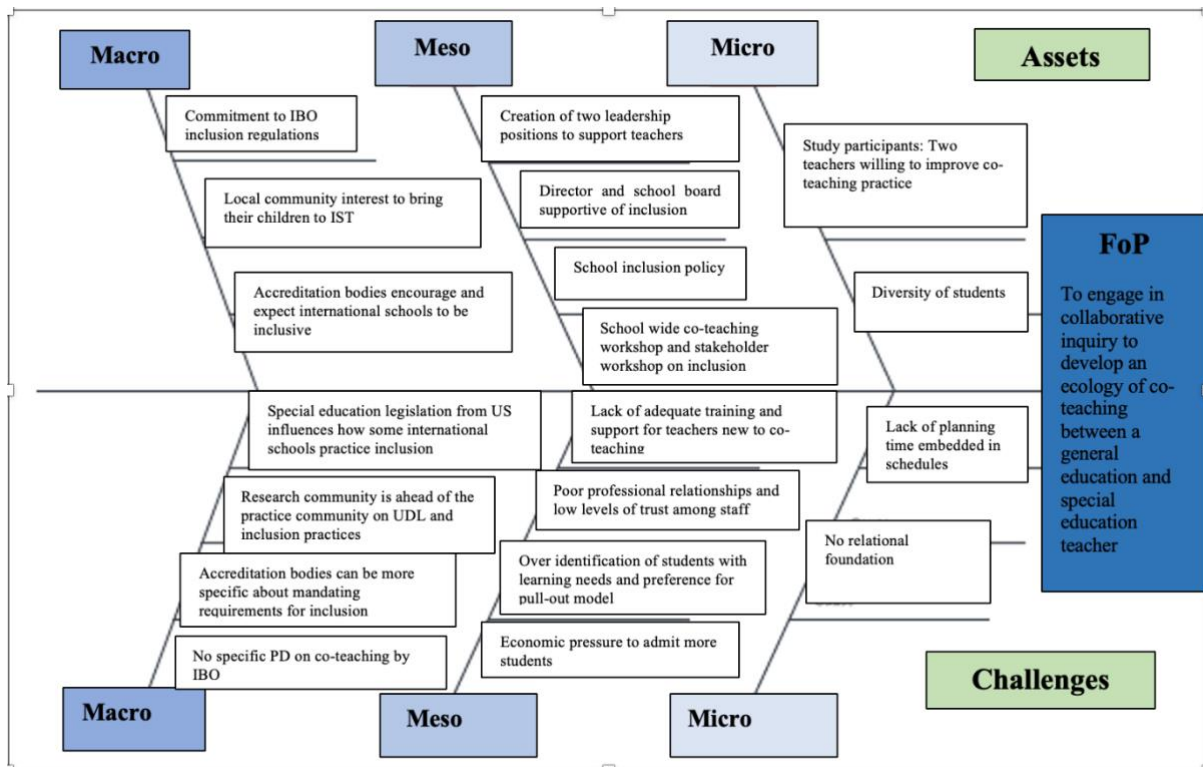 Macro
Meso
Micro
Assets
Commitment to IBO
inclusion regulations
Local community interest to bring
their children to IST
Accreditation bodies encourage and
expect international schools to be
inclusive
Creation of two leadership
positions to support teachers
Director and school board
supportive of inclusion
School inclusion policy
School wide co-teaching
workshop and stakeholder
workshop on inclusion
Study participants: Two
teachers willing to improve co-
teaching practice
Diversity of students
FoP
To engage in
collaborative
inquiry to
develop an
ecology of co-
teaching
between a
general
education and
special
education
teacher
Special education legislation from US
influences how some international
schools practice inclusion
Research community is ahead of the
practice community on UDL and
inclusion practices
Accreditation bodies can be more
specific about mandating
requirements for inclusion
No specific PD on co-teaching by
IBO
Lack of adequate training and
support for teachers new to co-
teaching
Poor professional relationships and
low levels of trust among staff
Over identification of students with
learning needs and preference for
pull-out model
Economic pressure to admit more
students
Lack of planning
time embedded in
schedules
No relational
foundation
Macro
Meso
Micro
Challenges